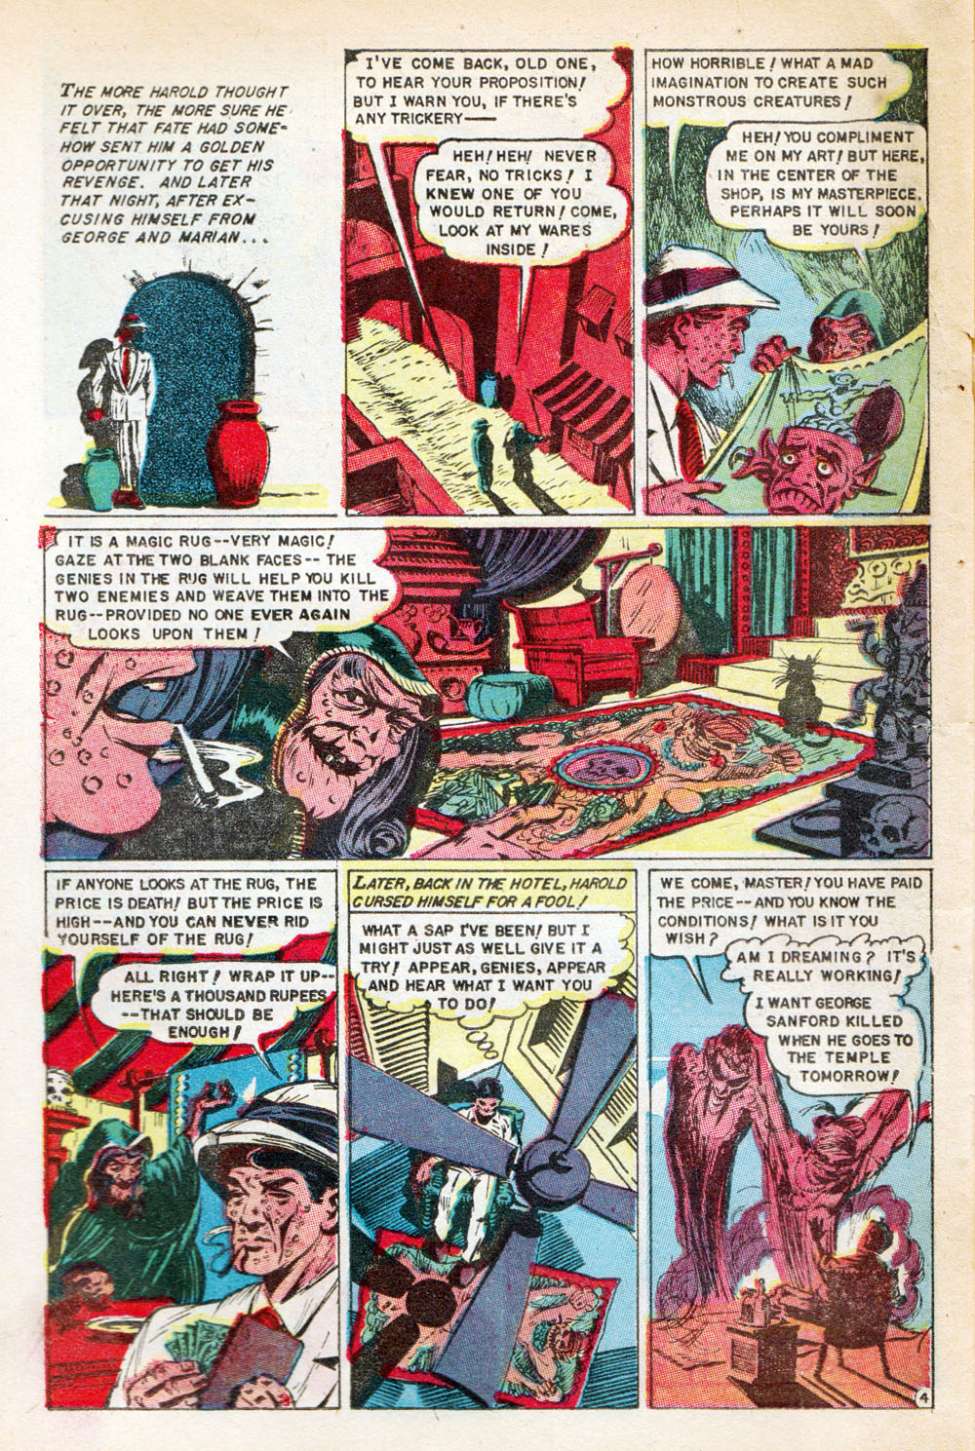 THE MORE HAROLD THOUGHT
IT OVER, THE MORE SURE HE
FELT THAT FATE HAD SOME-
HOW SENT HIM A GOLDEN
OPPORTUNITY TO GET HIS
REVENGE. AND LATER
THAT NIGHT, AFTER EX-
CUSING HIMSELF FROM
GEORGE AND MARIAN...
I'VE COME BACK, OLD ONE,
TO HEAR YOUR PROPOSITION!
BUT I WARN YOU, IF THERE'S
ANY TRICKERY—
HEH! HEH! NEVER
FEAR, NO TRICKS! I
KNEW ONE OF YOU
WOULD RETURN! COME,
LOOK AT MY WARES
INSIDE!
HOW HORRIBLE! WHAT A MAD
IMAGINATION TO CREATE SUCH
MONSTROUS CREATURES!
HEH! YOU COMPLIMENT
ME ON MY ART! BUT HERE,
IN THE CENTER OF THE
SHOP, IS MY MASTERPIECE.
PERHAPS IT WILL SOON
BE YOURS!
IT IS A MAGIC RUG--VERY MAGIC!
GAZE AT THE TWO BLANK FACES-- THE
GENIES IN THE RUG WILL HELP YOU KILL
TWO ENEMIES AND WEAVE THEM INTO THE
RUG--PROVIDED NO ONE EVER AGAIN
LOOKS UPON THEM!
IF ANYONE LOOKS AT THE RUG, THE
PRICE IS DEATH! BUT THE PRICE IS
HIGH--AND YOU CAN NEVER RID
YOURSELF OF THE RUG!
ALL RIGHT! WRAP IT UP--
HERE'S A THOUSAND RUPEES
--THAT SHOULD BE
ENOUGH!
LATER, BACK IN THE HOTEL, HAROLD
CURSED HIMSELF FOR A FOOL!
WHAT A SAP I'VE BEEN! BUT I
MIGHT JUST AS WELL GIVE IT A
TRY! APPEAR, GENIES, APPEAR
AND HEAR WHAT I WANT YOU
TO DO!
WE COME, MASTER! YOU HAVE PAID
THE PRICE--AND YOU KNOW THE
CONDITIONS! WHAT IS IT YOU
WISH?
AM I DREAMING? IT'S
REALLY WORKING!
I WANT GEORGE
SANFORD KILLED
WHEN HE GOES TO
THE TEMPLE
TOMORROW!
4